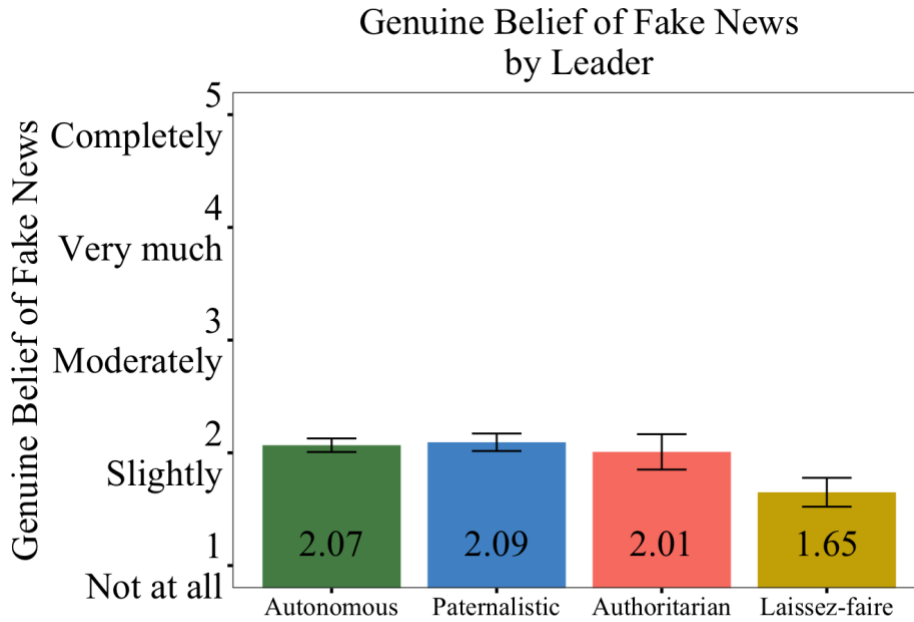 Genuine Belief of Fake News
by Leader
Genuine Belief of Fake News
5
Completely
4
Very much
3
Moderately
2
Slightly
1
Not at all
2.07
2.09
2.01
1.65
Autonomous
Paternalistic
Authoritarian
Laissez-faire